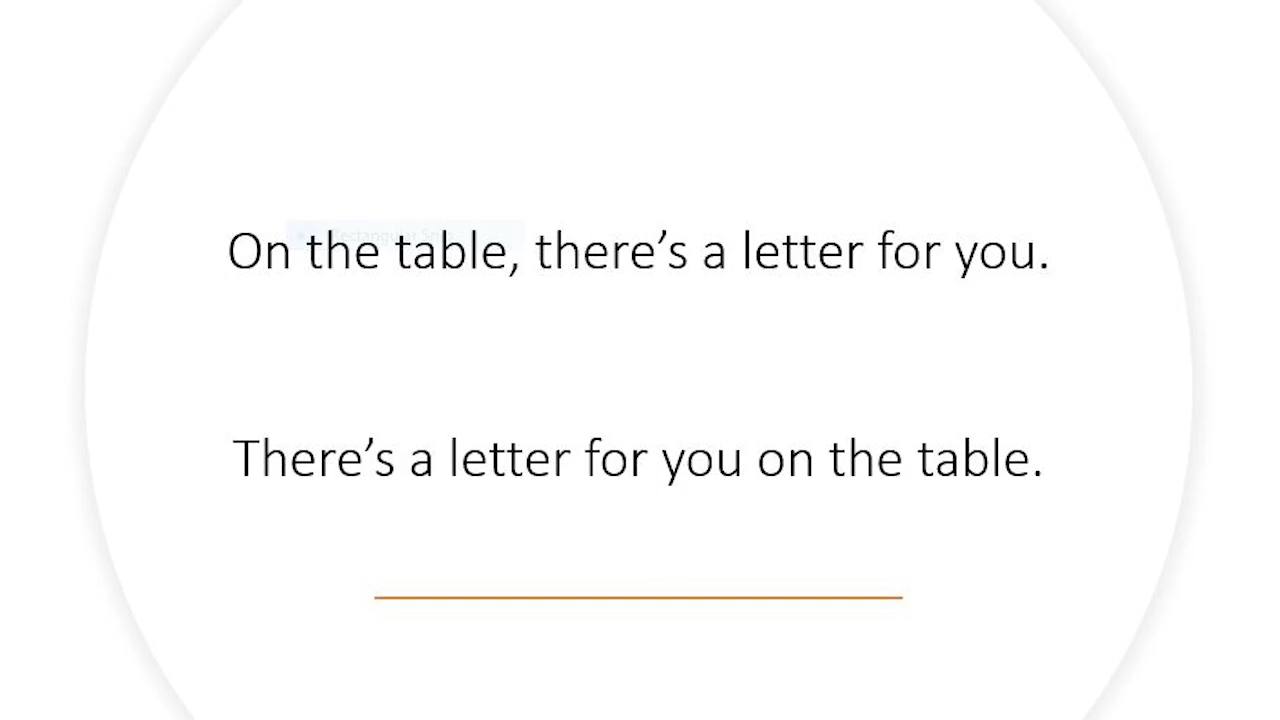 On the table, there’s a letter for you.
There’s a letter for you on the table.